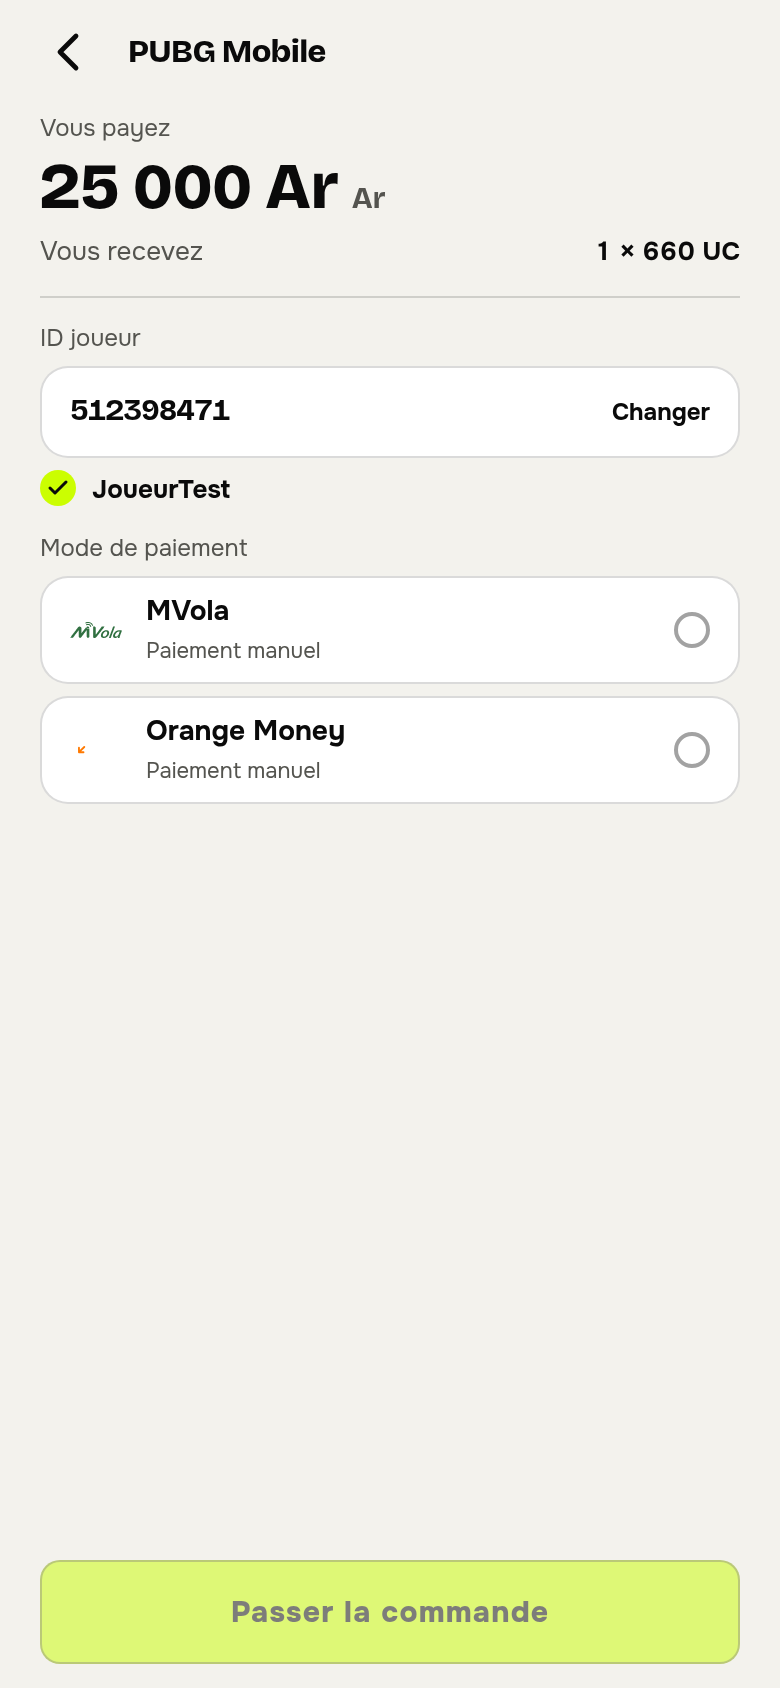 PUBG Mobile
Vous payez
25 000 Ar Ar
Vous recevez 1 × 660 UC
ID joueur
512398471 Changer
JoueurTest
Mode de paiement
MVola
MVola
Paiement manuel
Orange Money
Paiement manuel
Passer la commande